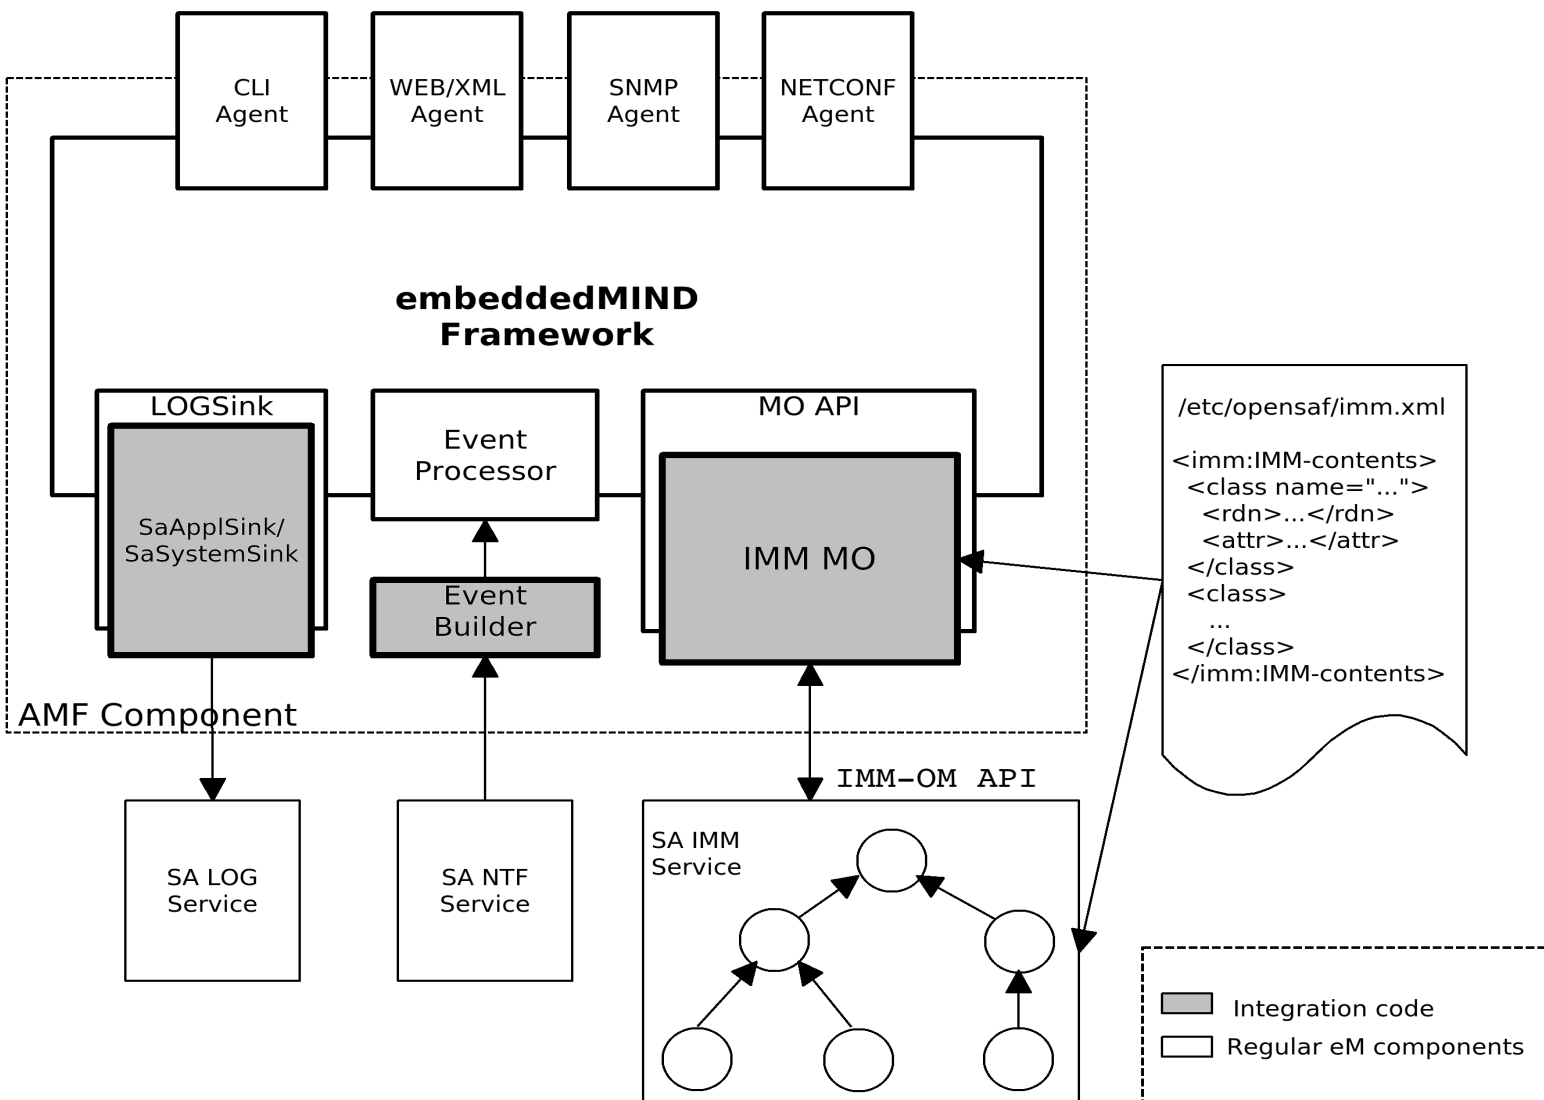 CLI
Agent
WEB/XML
Agent
SNMP
Agent
NETCONF
Agent
embeddedMIND
Framework
LOGSink
SaApplSink/
SaSystemSink
Event
Processor
Event
Builder
MO API
IMM MO
AMF Component
/etc/opensaf/imm.xml
<imm:IMM-contents>
<class name="...">
<rdn>...</rdn>
<attr>...</attr>
</class>
<class>
...
</class>
</imm:IMM-contents>
IMM-OM API
SA LOG
Service
SA NTF
Service
SA IMM
Service
Integration code
Regular eM components